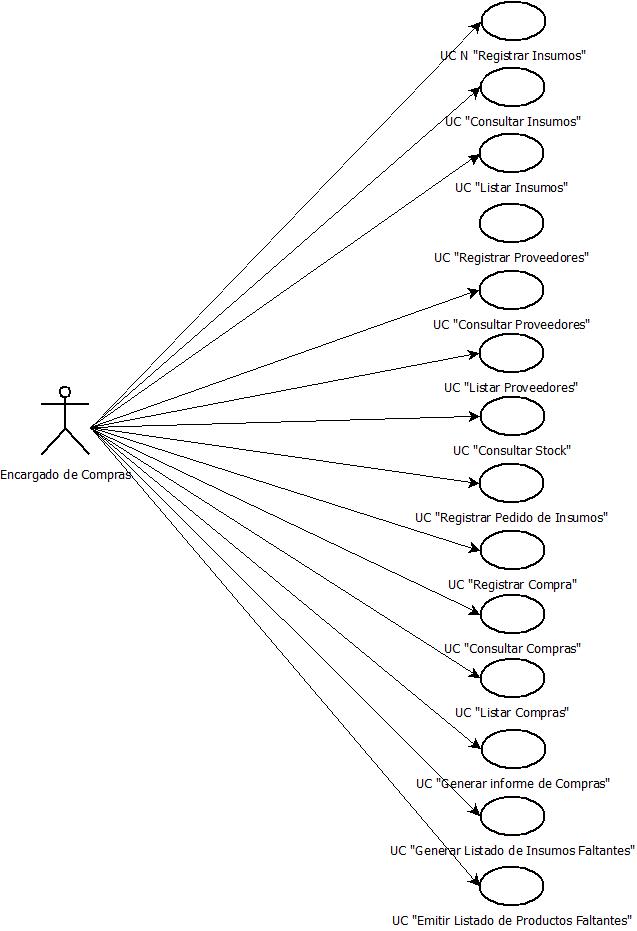 UC N "Registrar Insumos"
UC "Consultar Insumos"
UC "Listar Insumos"
UC "Registrar Proveedores"
UC "Consultar Proveedores"
UC "Listar Proveedores"
UC "Consultar Stock"
Encargado de Compras
UC "Registrar Pedido de Insumos"
UC "Registrar Compra"
UC "Consultar Compras"
UC "Listar Compras"
UC "Generar informe de Compras"
UC "Generar Listado de Insumos Faltantes"
UC "Emitir Listado de Productos Faltantes"